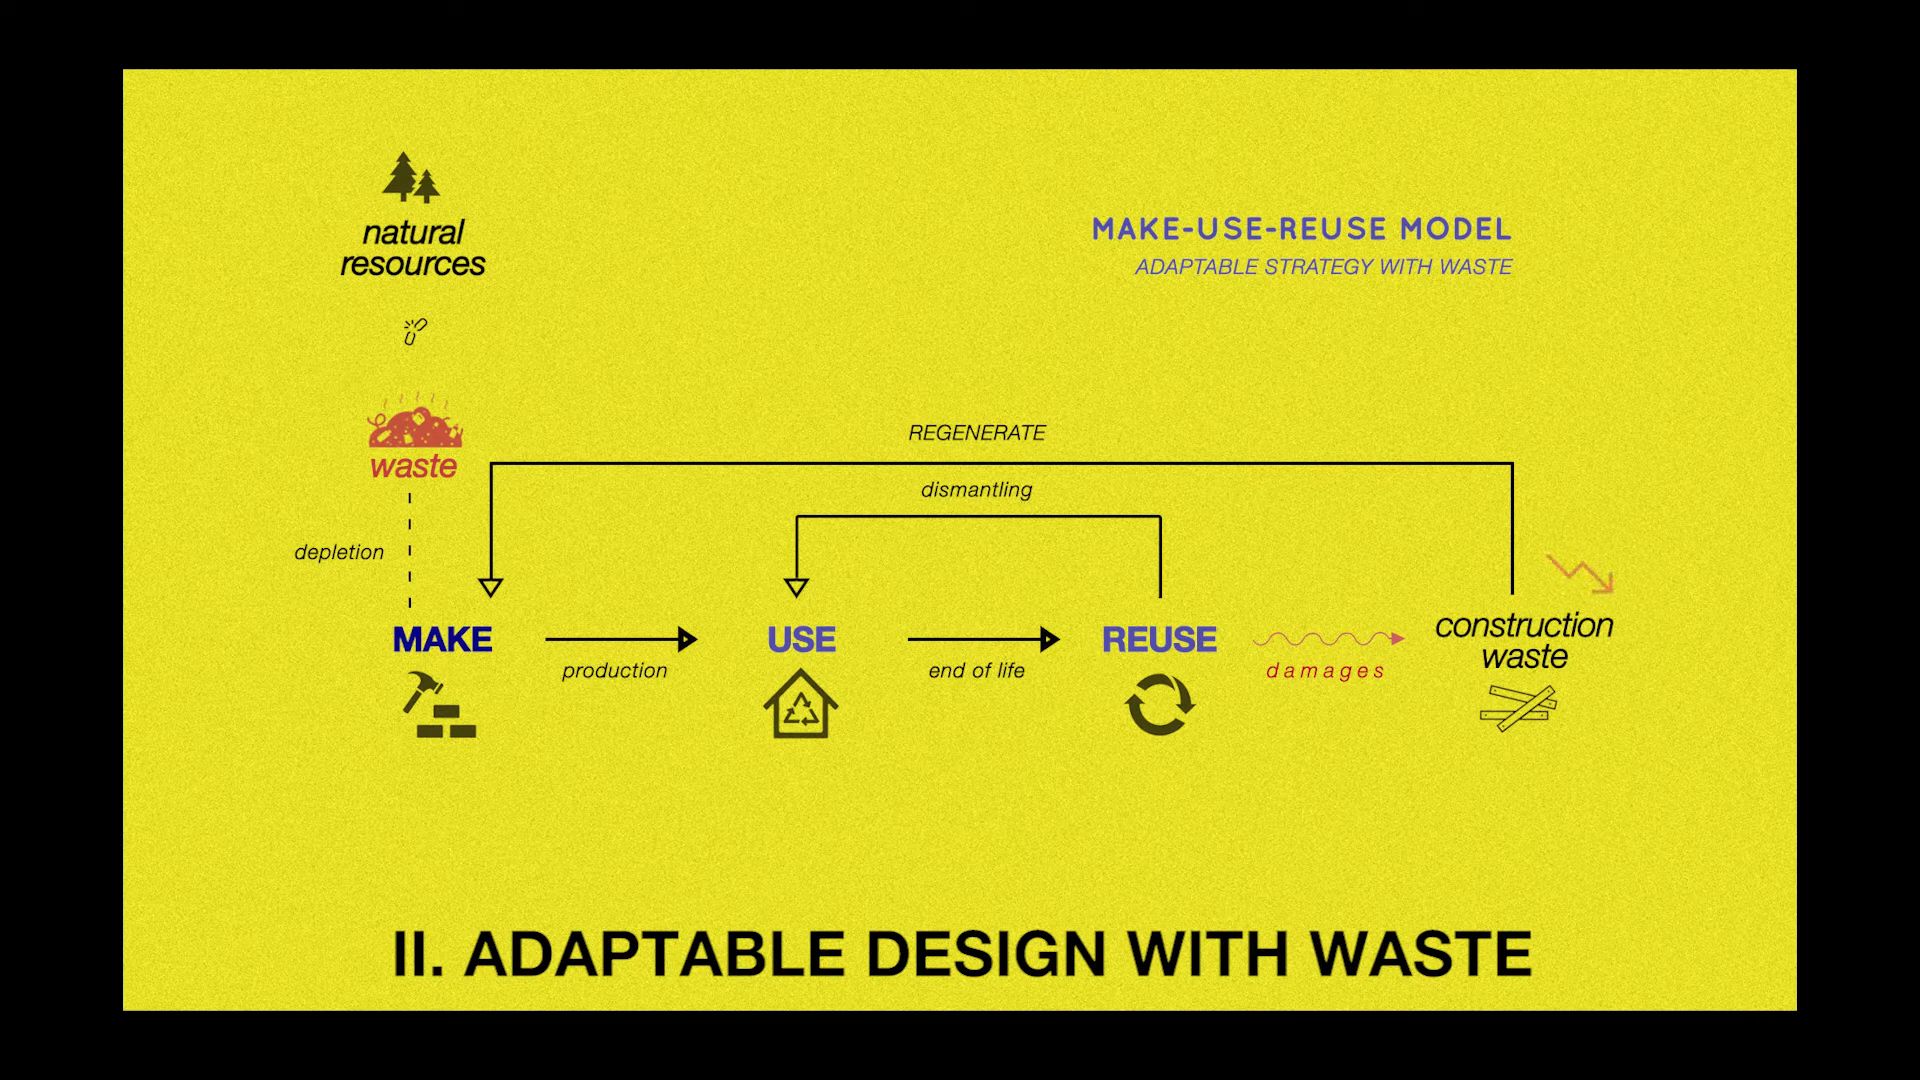 natural
resources
MAKE-USE-REUSE MODEL
ADAPTABLE STRATEGY WITH WASTE
waste
REGENERATE
dismantling
depletion
MAKE
production
USE
end of life
REUSE
damages
construction
waste
II. ADAPTABLE DESIGN WITH WASTE